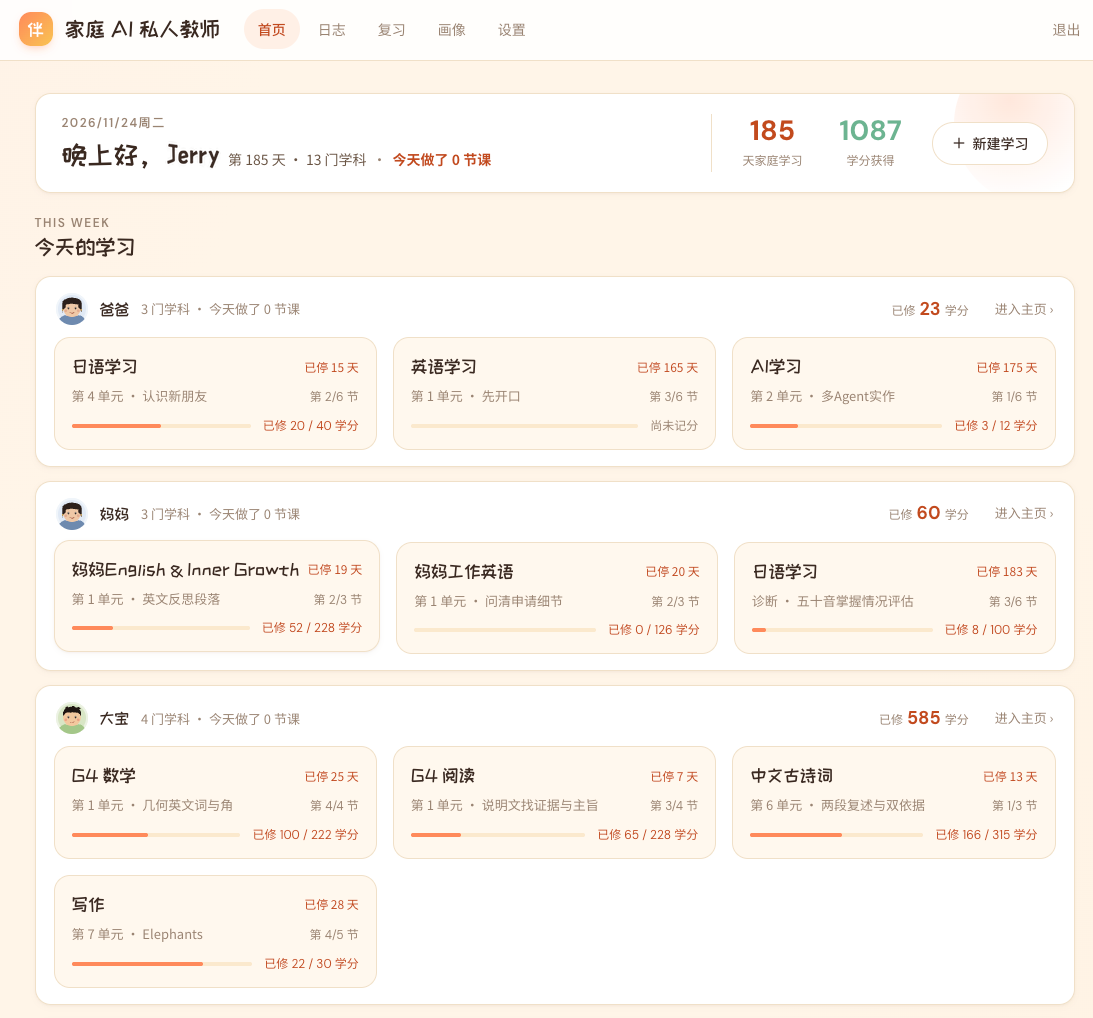 伴 家庭 AI 私人教师 首页 日志 复习 画像 设置 退出
2026/11/24周二
晚上好，Jerry 第 185 天 · 13 门学科 · 今天做了 0 节课
185 天家庭学习
1087 学分获得
+ 新建学习
THIS WEEK
今天的学习
爸爸 3 门学科 · 今天做了 0 节课 已修 23 学分 进入主页 ›
日语学习 已停 15 天
第 4 单元 · 认识新朋友 第 2/6 节
已修 20 / 40 学分
英语学习 已停 165 天
第 1 单元 · 先开口 第 3/6 节
尚未记分
AI学习 已停 175 天
第 2 单元 · 多Agent实作 第 1/6 节
已修 3 / 12 学分
妈妈 3 门学科 · 今天做了 0 节课 已修 60 学分 进入主页 ›
妈妈English & Inner Growth 已停 19 天
第 1 单元 · 英文反思段落 第 2/3 节
已修 52 / 228 学分
妈妈工作英语 已停 20 天
第 1 单元 · 问清申请细节 第 2/3 节
已修 0 / 126 学分
日语学习 已停 183 天
诊断 · 五十音掌握情况评估 第 3/6 节
已修 8 / 100 学分
大宝 4 门学科 · 今天做了 0 节课 已修 585 学分 进入主页 ›
G4 数学 已停 25 天
第 1 单元 · 几何英文词与角 第 4/4 节
已修 100 / 222 学分
G4 阅读 已停 7 天
第 1 单元 · 说明文找证据与主旨 第 3/4 节
已修 65 / 228 学分
中文古诗词 已停 13 天
第 6 单元 · 两段复述与双依据 第 1/3 节
已修 166 / 315 学分
写作 已停 28 天
第 7 单元 · Elephants 第 4/5 节
已修 22 / 30 学分